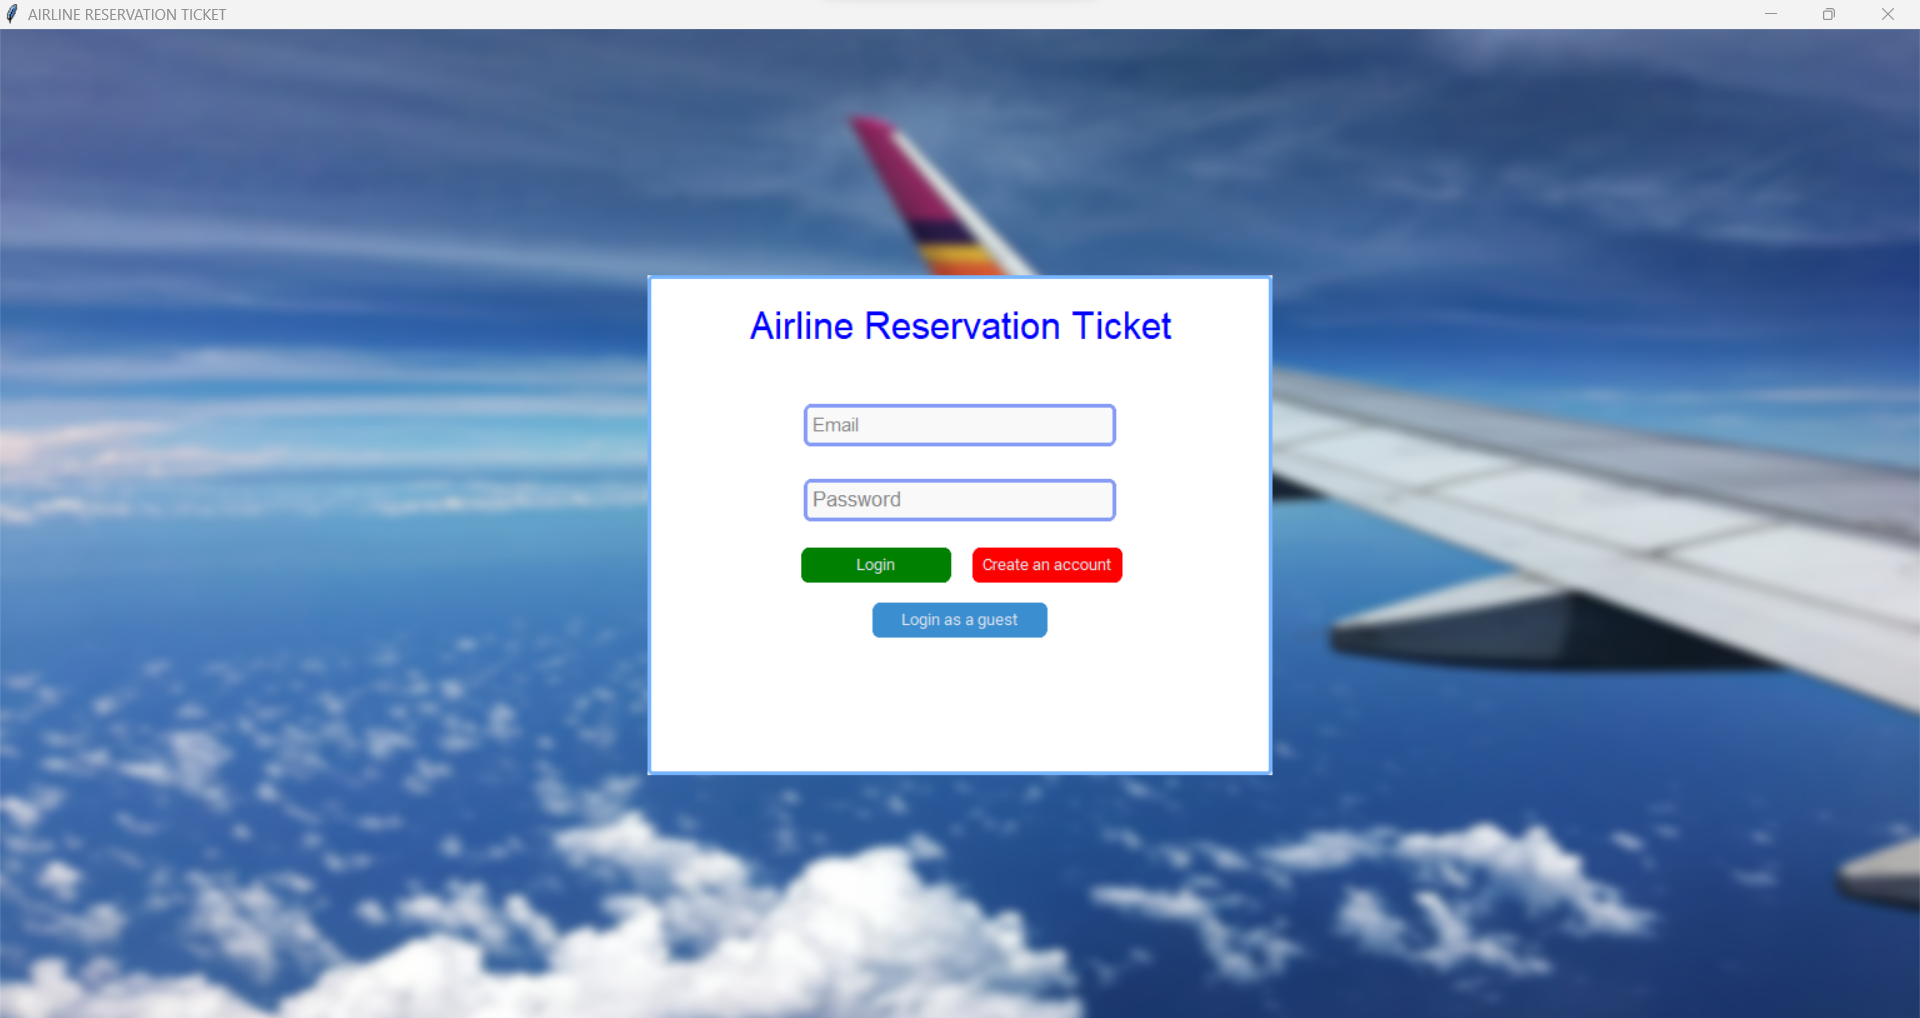 AIRLINE RESERVATION TICKET
Airline Reservation Ticket
Email
Password
Login Create an account
Login as a guest